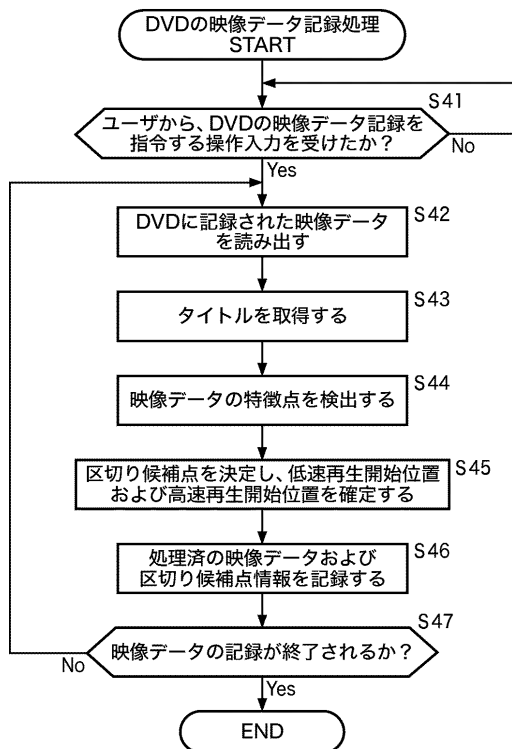 DVDの映像データ記録処理
START
S41
ユーザから、DVDの映像データ記録を
指令する操作入力を受けたか？
No
Yes
S42
DVDに記録された映像データ
を読み出す
S43
タイトルを取得する
S44
映像データの特徴点を検出する
S45
区切り候補点を決定し、低速再生開始位置
および高速再生開始位置を確定する
S46
処理済の映像データおよび
区切り候補点情報を記録する
S47
映像データの記録が終了されるか？
No
Yes
END